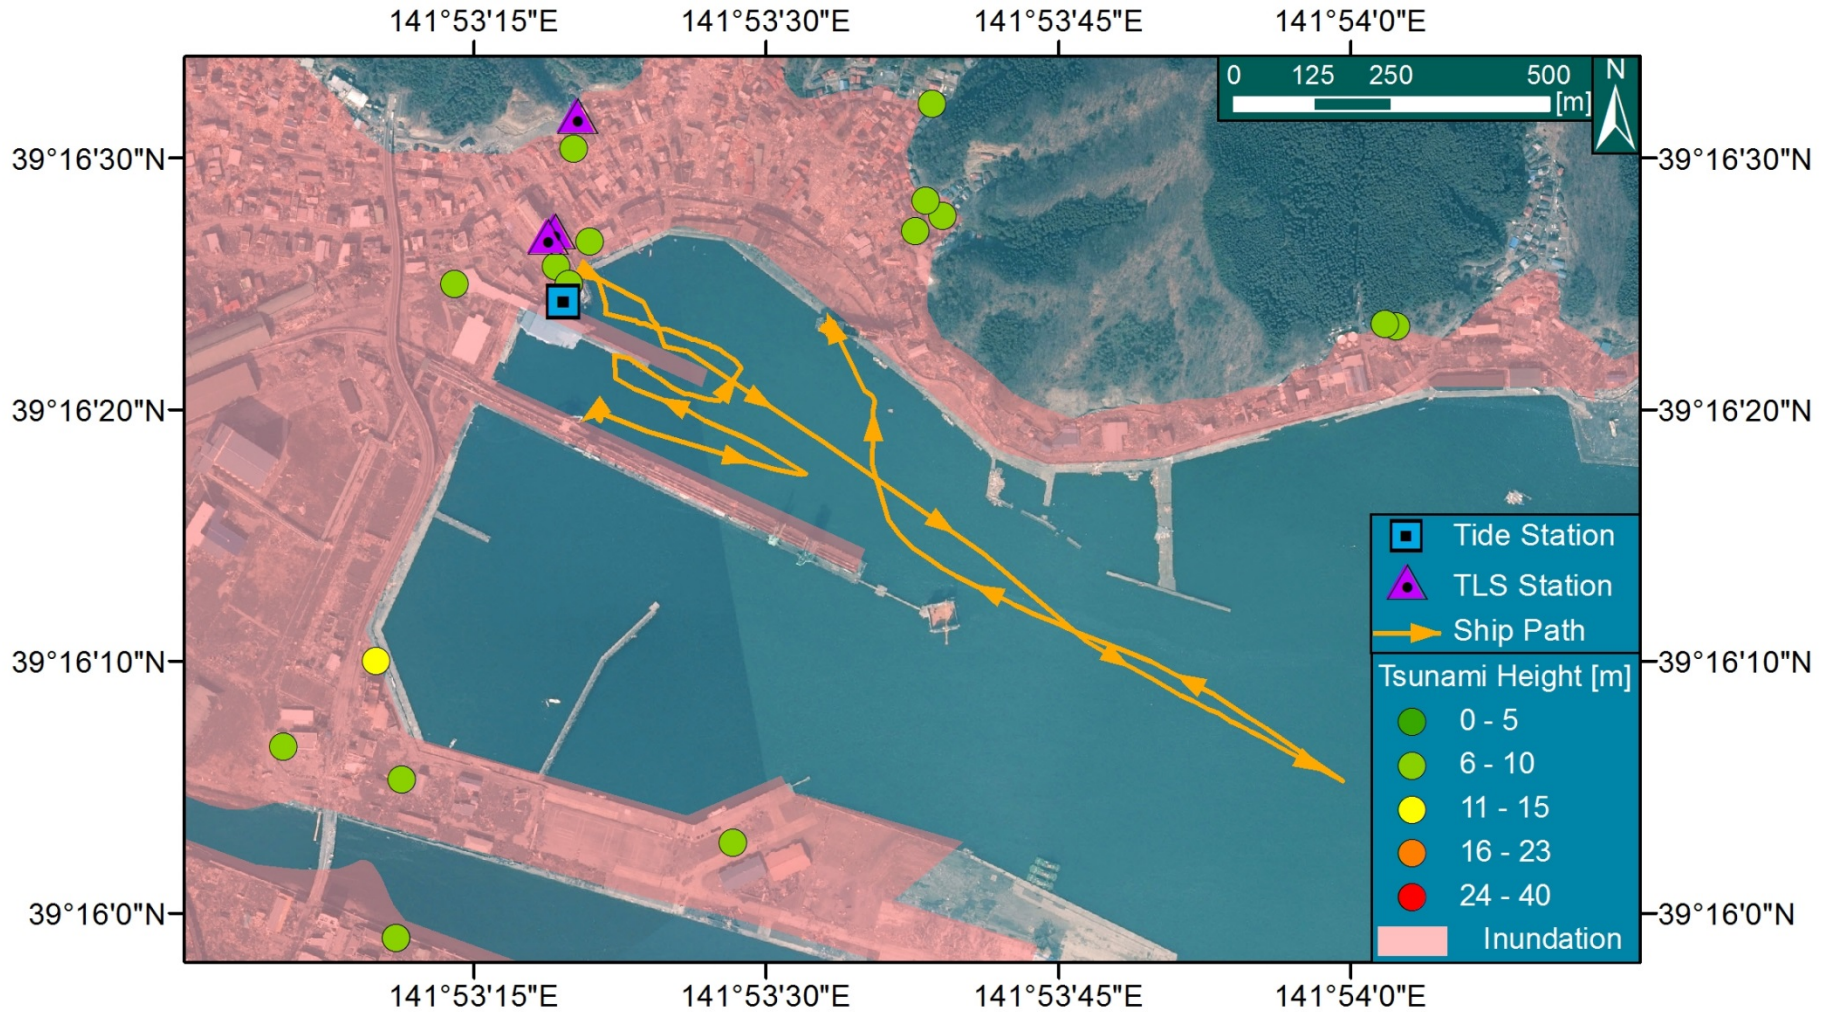 141°53'15"E 141°53'30"E 141°53'45"E 141°54'0"E
0 125 250 500
[m]
N
39°16'30"N 39°16'30"N
39°16'20"N 39°16'20"N
Tide Station
TLS Station
Ship Path
39°16'10"N 39°16'10"N
Tsunami Height [m]
0 - 5
6 - 10
11 - 15
16 - 23
24 - 40
39°16'0"N 39°16'0"N
Inundation
141°53'15"E 141°53'30"E 141°53'45"E 141°54'0"E